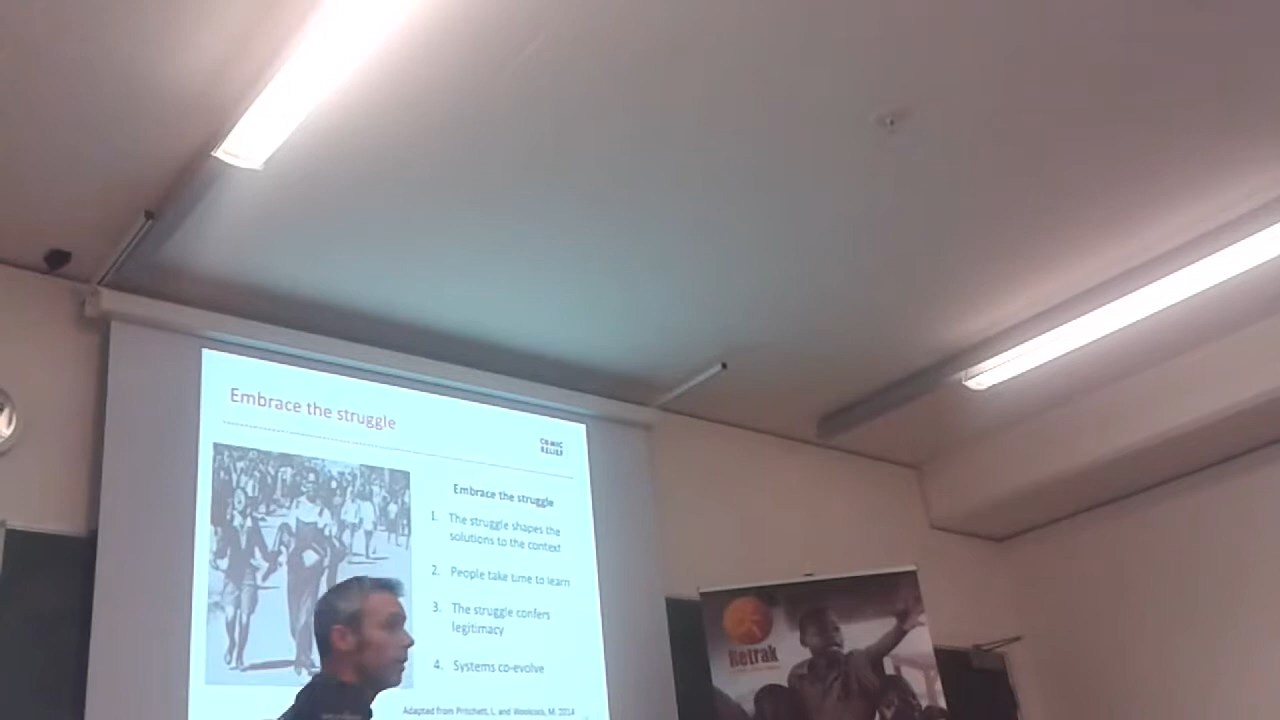 Embrace the struggle
COMIC
RELIEF
Embrace the struggle
1. The struggle shapes the
solutions to the context
2. People take time to learn
3. The struggle confers
legitimacy
4. Systems co-evolve
Adapted from Pritchett, L and Woolcock, M. 2014
Retrak